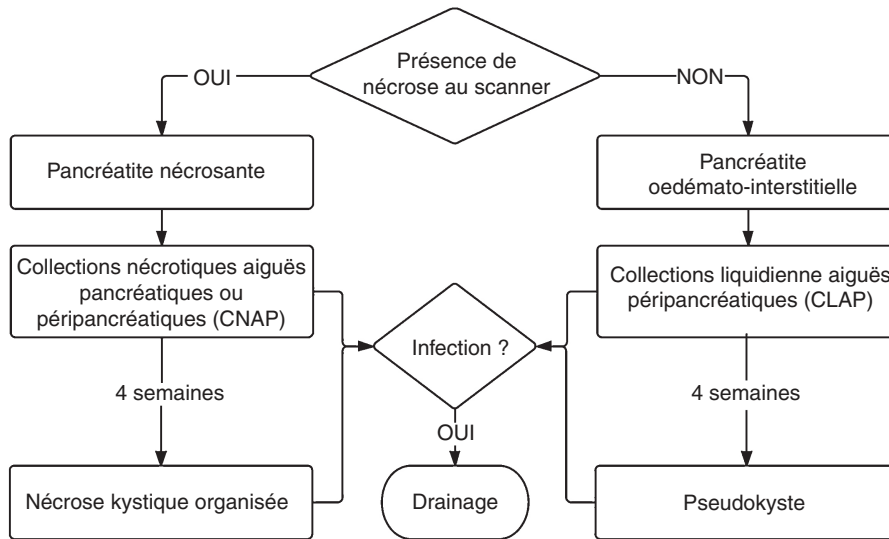 Présence de
nécrose au scanner
OUI
NON
Pancréatite nécrosante
Pancréatite
oedémato-interstitielle
Collections nécrotiques aiguës
pancréatiques ou
péripancréatiques (CNAP)
Collections liquidienne aiguës
péripancréatiques (CLAP)
Infection ?
4 semaines
4 semaines
OUI
Nécrose kystique organisée
Drainage
Pseudokyste